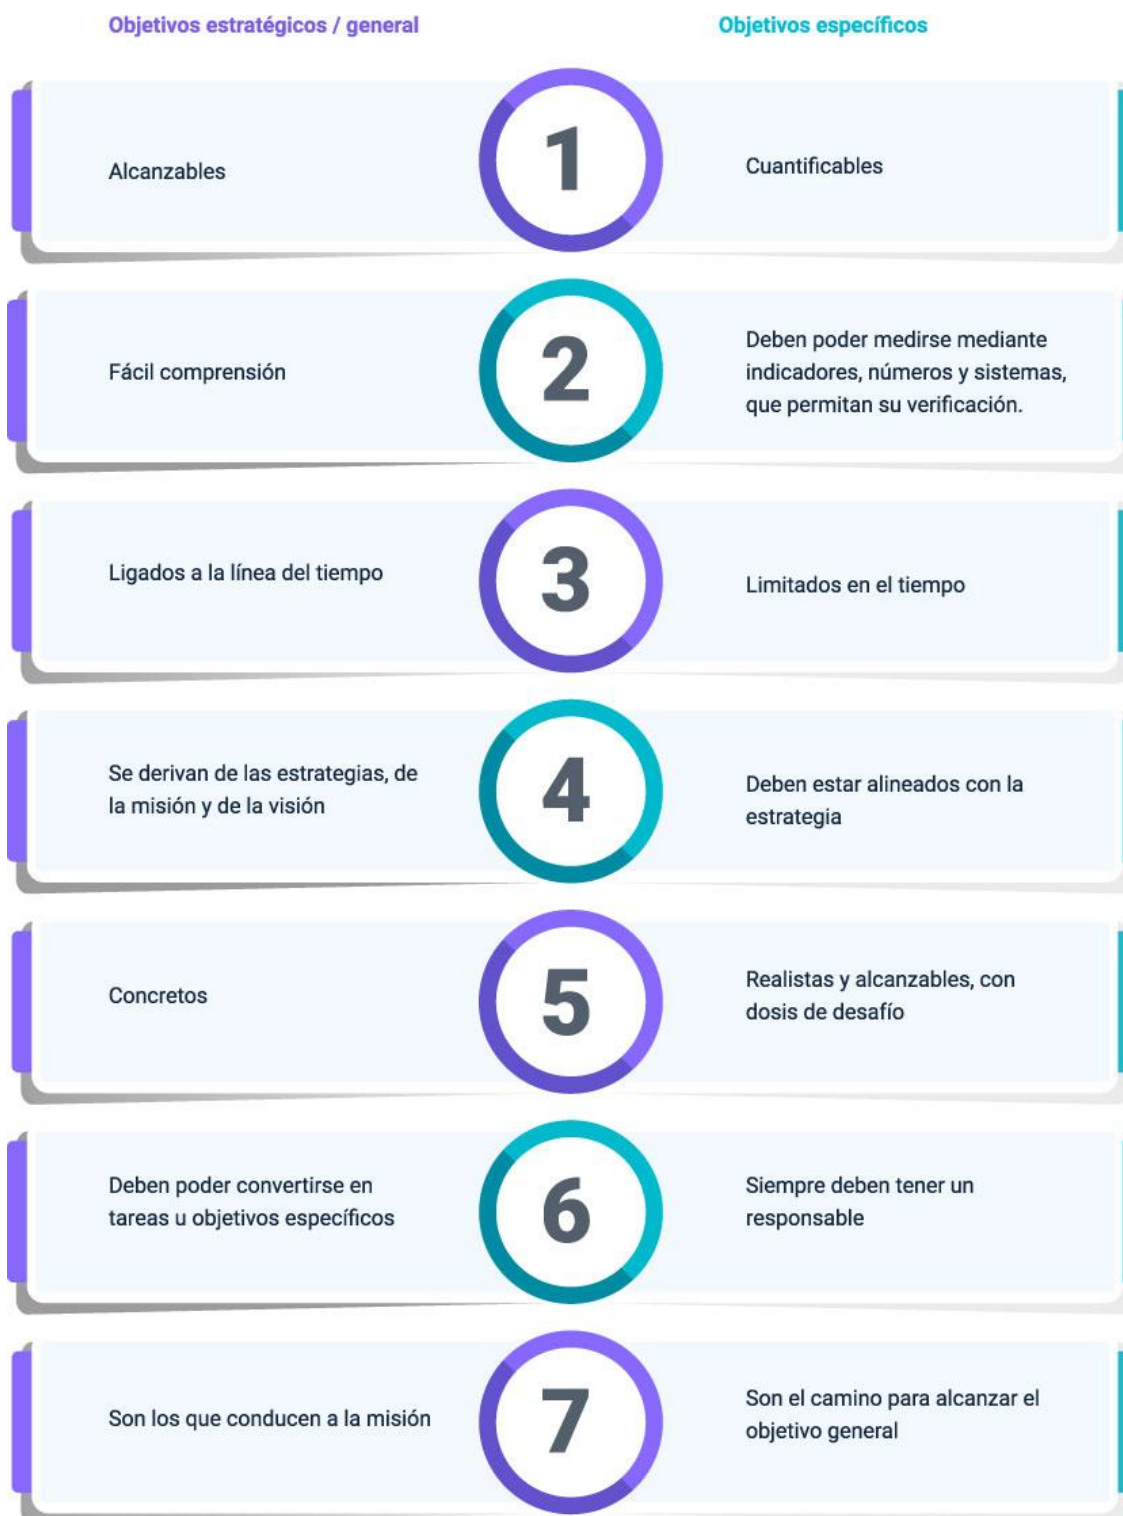 Objetivos estratégicos / general
Objetivos específicos
Alcanzables
1
Cuantificables
Fácil comprensión
2
Deben poder medirse mediante
indicadores, números y sistemas,
que permitan su verificación.
Ligados a la línea del tiempo
3
Limitados en el tiempo
Se derivan de las estrategias, de
la misión y de la visión
4
Deben estar alineados con la
estrategia
Concretos
5
Realistas y alcanzables, con
dosis de desafío
Deben poder convertirse en
tareas u objetivos específicos
6
Siempre deben tener un
responsable
Son los que conducen a la misión
7
Son el camino para alcanzar el
objetivo general